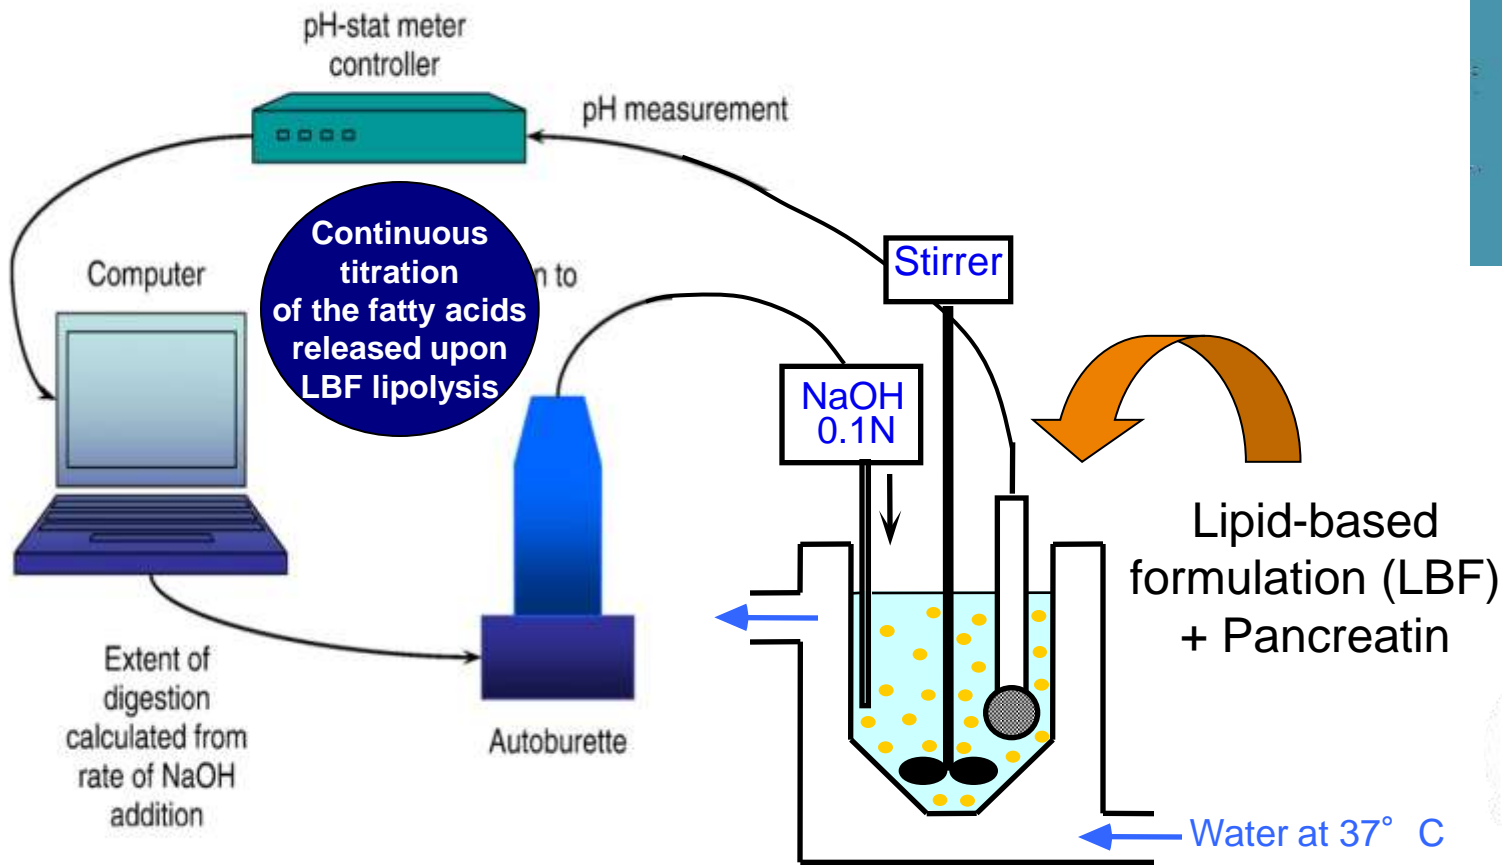 pH-stat meter
controller
pH measurement
Continuous
titration
of the fatty acids
released upon
LBF lipolysis
to
Computer
Stirrer
NaOH
0.1N
Lipid-based
formulation (LBF)
+ Pancreatin
Extent of
digestion
calculated from
rate of NaOH
addition
Autoburette
Water at 37° C